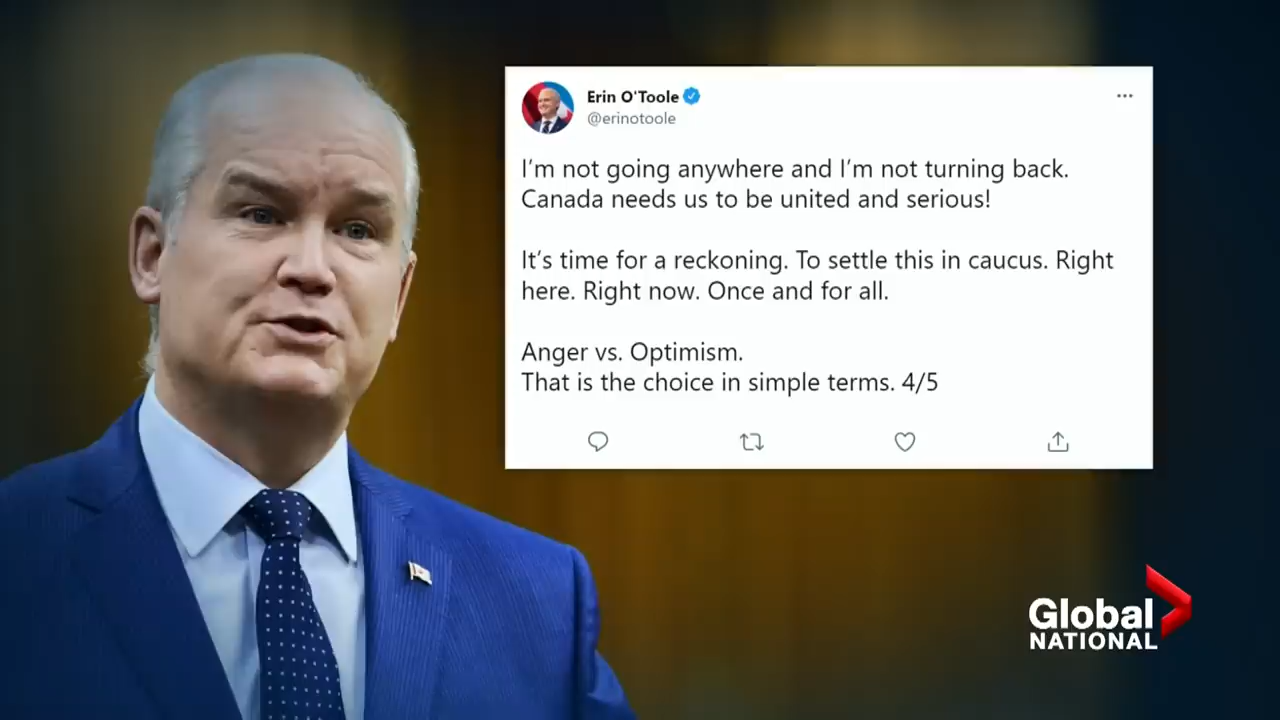 Erin O'Toole
@erinotoole
I'm not going anywhere and I'm not turning back.
Canada needs us to be united and serious!
It's time for a reckoning. To settle this in caucus. Right
here. Right now. Once and for all.
Anger vs. Optimism.
That is the choice in simple terms. 4/5
Global
NATIONAL